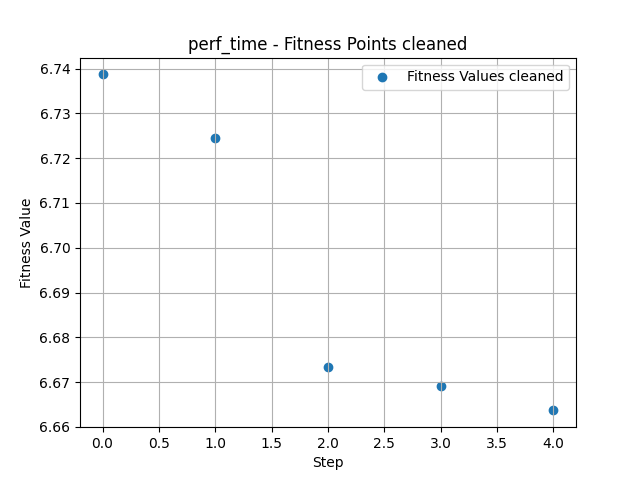 perf_time - Fitness Points cleaned
Fitness Values cleaned
6.74
6.73
6.72
6.71
6.70
6.69
6.68
6.67
6.66
Fitness Value
0.0 0.5 1.0 1.5 2.0 2.5 3.0 3.5 4.0
Step